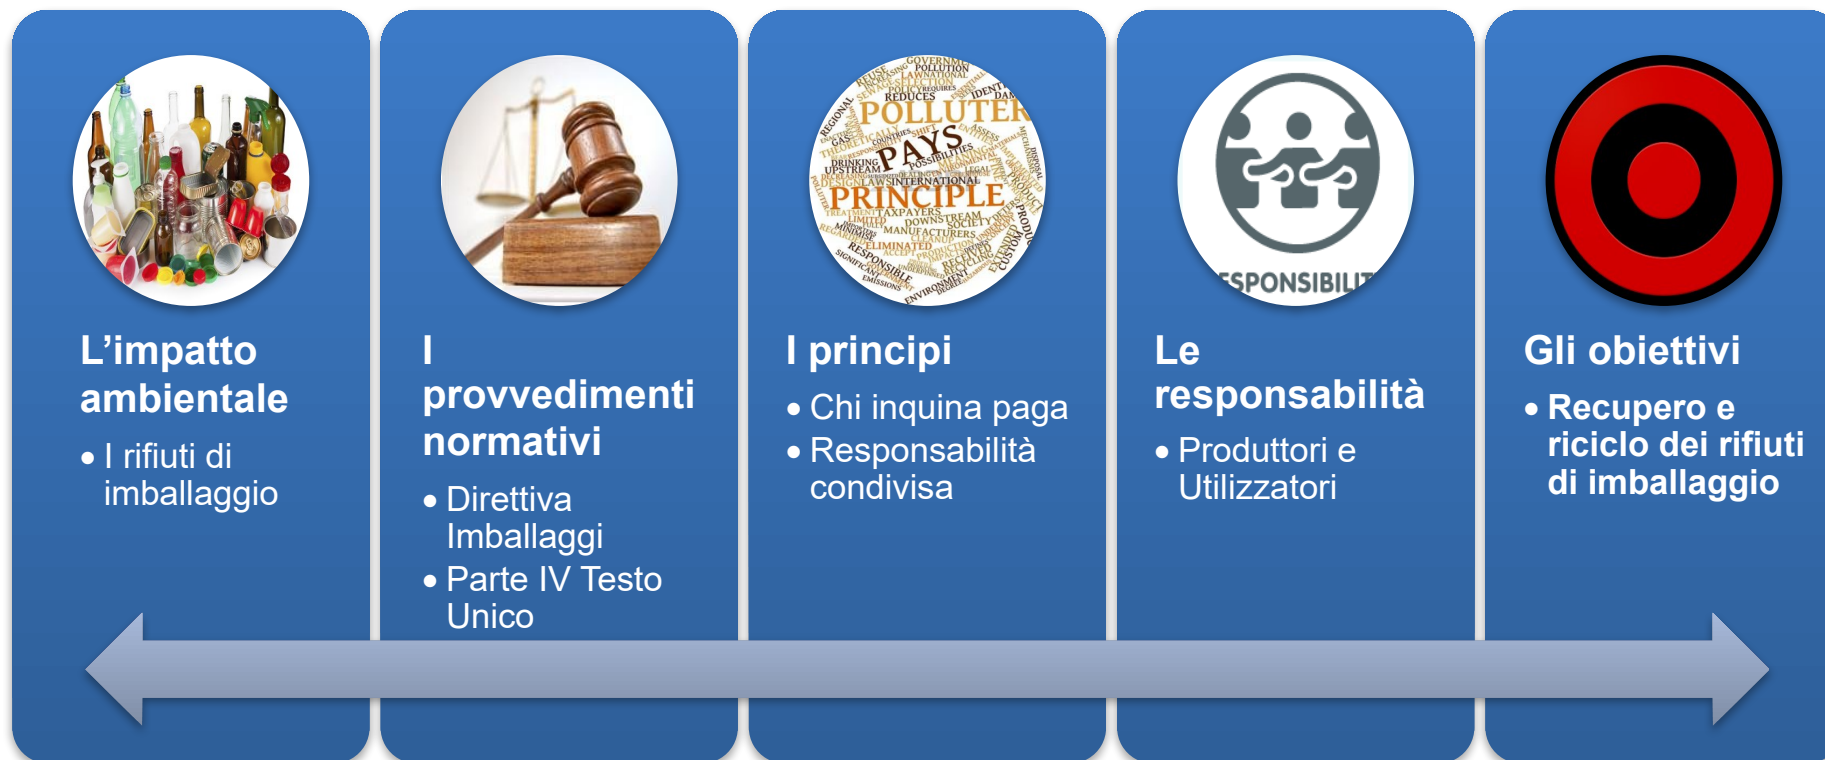 L’impatto
ambientale
• I rifiuti di
imballaggio
I
provvedimenti
normativi
• Direttiva
Imballaggi
• Parte IV Testo
Unico
POLLUTER
PAYS
PRINCIPLE
I principi
• Chi inquina paga
• Responsabilità
condivisa
ESPONSIBILIT
Le
responsabilità
• Produttori e
Utilizzatori
Gli obiettivi
• Recupero e
riciclo dei rifiuti
di imballaggio